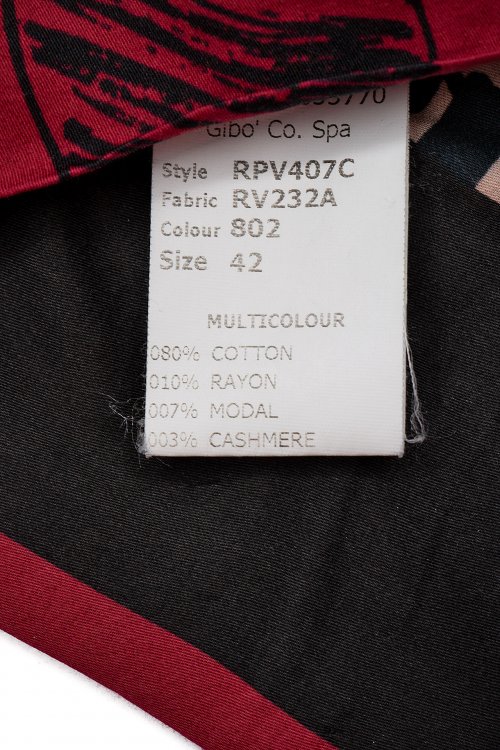 Gibo' Co. Spa
Style RPV407C
Fabric RV232A
Colour 802
Size 42
MULTICOLOUR
080% COTTON
010% RAYON
007% MODAL
003% CASHMERE